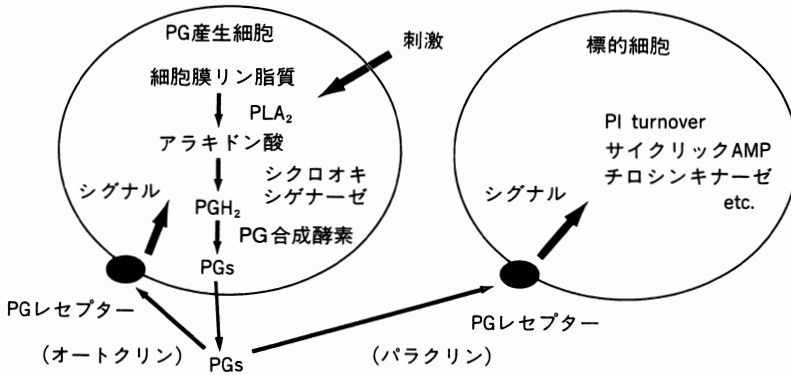 PG産生細胞
刺激
細胞膜リン脂質
PLA₂
アラキドン酸
シクロオキ
シゲナーゼ
シグナル
PGH₂
PG合成酵素
PGs
PGレセプター
(オートクリン)
PGs
(パラクリン)
標的細胞
PI turnover
サイクリックAMP
チロシンキナーゼ
etc.
シグナル
PGレセプター